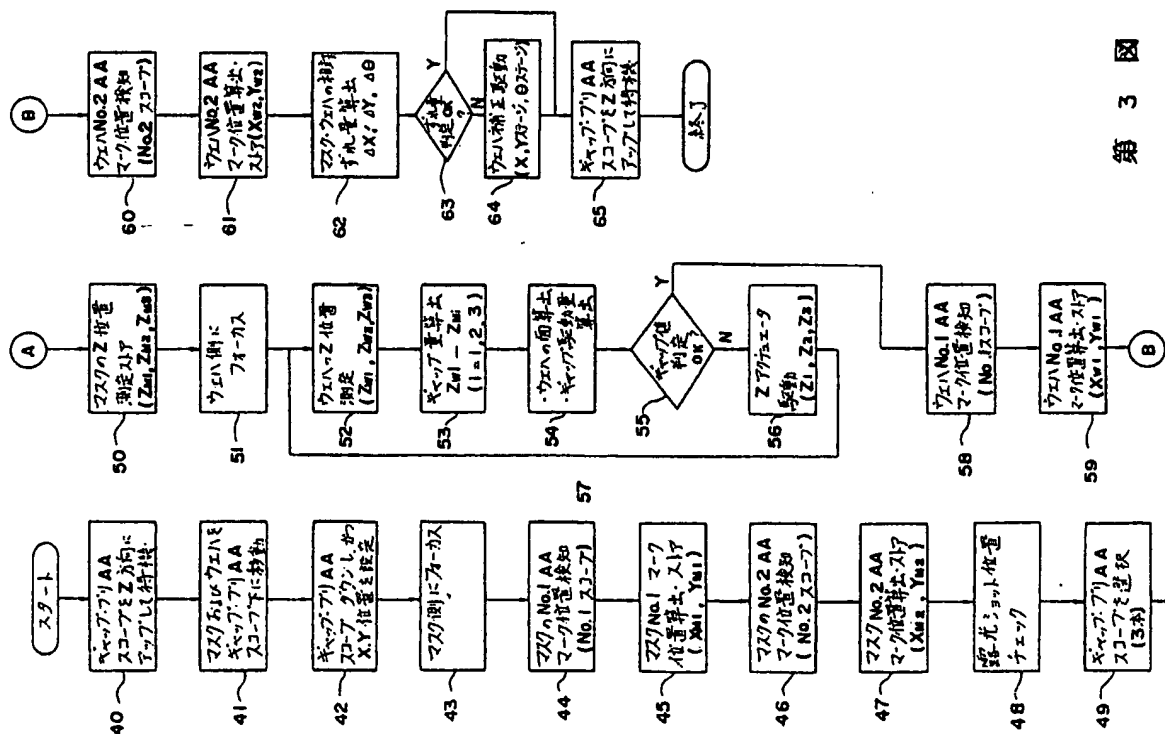 スタート
ギャップ・プリAA
スコープをZ方向に
アップして待機
40
マスクおよびウェハを
ギャップ・プリAA
スコープ下に移動
41
ギャップ・プリAA
スコープダウンし、かつ
X,Y位置を設定
42
マスク側にフォーカス
43
マスクのNo.1 AA
マーク位置検知
(No.1 スコープ)
44
マスクNo.1 マーク
位置算出・ストア
(XM1, YM1)
45
マスクのNo.2 AA
マーク位置検知
(No.2 スコープ)
46
マスクNo.2 AA
マーク位置算出・ストア
(XM2, YM2)
47
露光ショット位置
チェック
48
ギャップ・プリAA
スコープを選択
(3本)
49
A
マスクのZ位置
測定ストア
(ZM1, ZM2, ZM3)
50
ウェハ側に
フォーカス
51
ウェハーZ位置
測定
(ZW1, ZW2, ZW3)
52
ギャップ量算出
ZWi − ZMi
(i=1,2,3)
53
・ウェハの面算出
・ギャップ駆動量
算出
54
ギャップ値
判定
OK?
55
Y
N
Zアクチュエータ
駆動
(Z1, Z2, Z3)
56
57
ウェハNo.1 AA
マーク位置検知
(No.1スコープ)
58
ウェハNo.1 AA
マーク位置算出・ストア
(XW1, YW1)
59
B
B
ウェハNo.2 AA
マーク位置検知
(No.2 スコープ)
60
ウェハNo.2 AA
マーク位置算出・
ストア(XW2, YW2)
61
マスク・ウェハの相対
ずれ量算出
ΔX, ΔY, Δθ
62
ずれ量
判定OK
?
63
Y
N
ウェハ補正駆動
(X,Yステージ, θステージ)
64
ギャップ・プリAA
スコープをZ方向に
アップして待機
65
終了
第 3 図